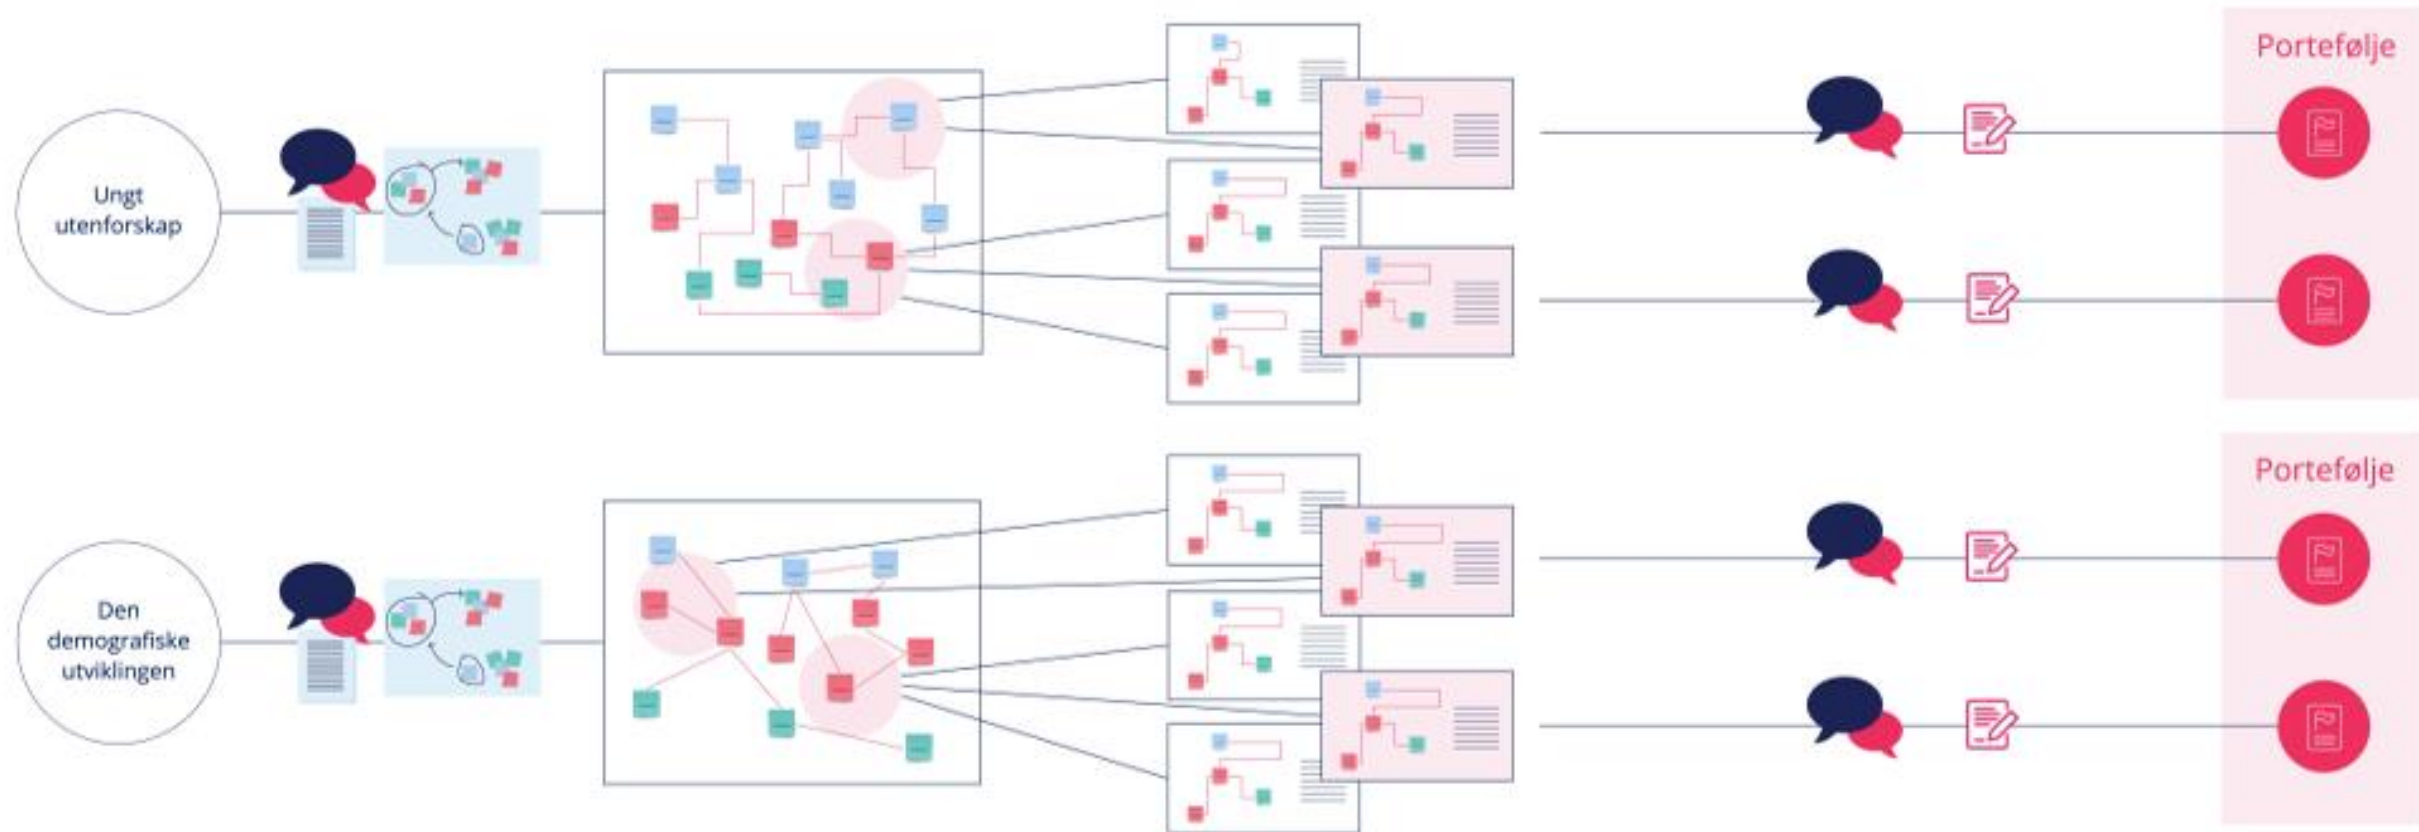 Portefølje
Ungt
utenforskap
Portefølje
Den
demografiske
utviklingen